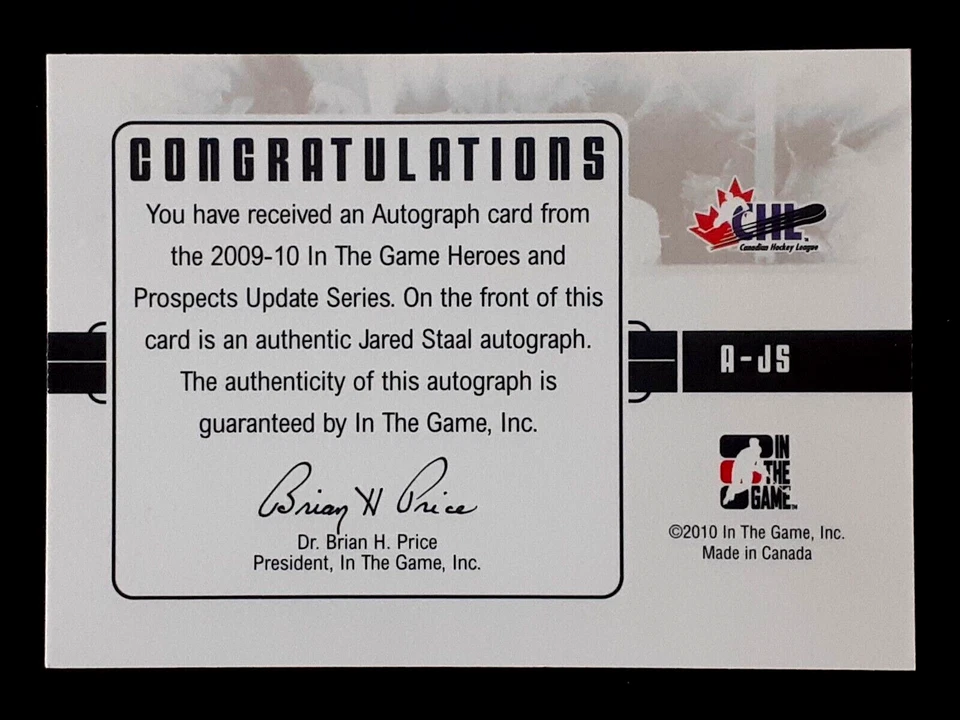 CONGRATULATIONS
You have received an Autograph card from
the 2009-10 In The Game Heroes and
Prospects Update Series. On the front of this
card is an authentic Jared Staal autograph.
The authenticity of this autograph is
guaranteed by In The Game, Inc.
Brian H Price
Dr. Brian H. Price
President, In The Game, Inc.
CHL™
Canadian Hockey League
A-JS
IN
THE
GAME™
©2010 In The Game, Inc.
Made in Canada